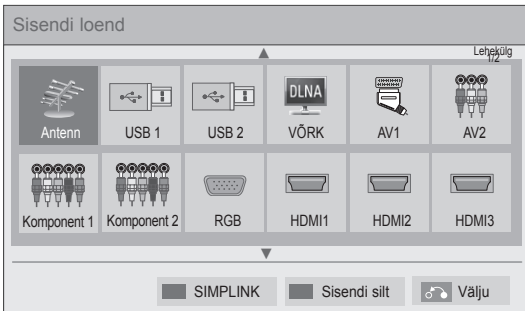 Sisendi loend
Lehekülg
1/2
Antenn USB 1 USB 2 DLNA VÕRK AV1 AV2
Komponent 1 Komponent 2 RGB HDMI1 HDMI2 HDMI3
SIMPLINK Sisendi silt Välju